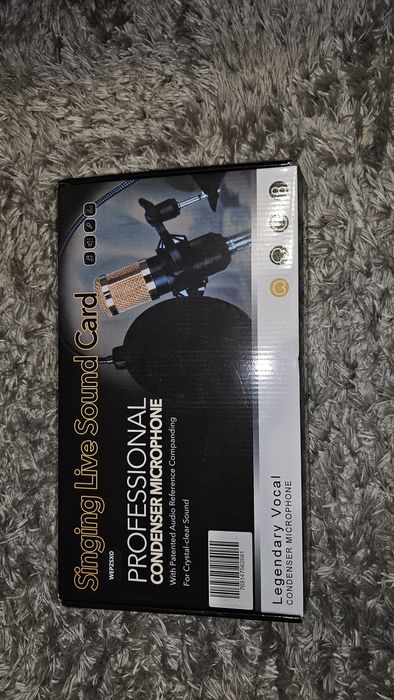 Singing Live Sound Card
WEPZSKO
PROFESSIONAL
CONDENSER MICROPHONE
With Patented Audio Reference Companding
For Crystal-clear Sound
Legendary Vocal
CONDENSER MICROPHONE